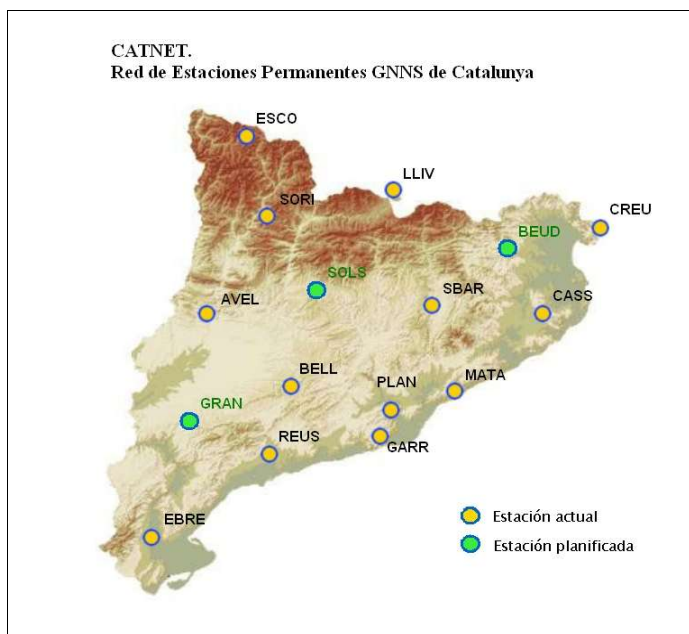 CATNET.
Red de Estaciones Permanentes GNNS de Catalunya
ESCO
LLIV
SORI
CREU
BEUD
SOLS
SBAR
CASS
AVEL
BELL
MATA
PLAN
GRAN
REUS
GARR
EBRE
Estación actual
Estación planificada